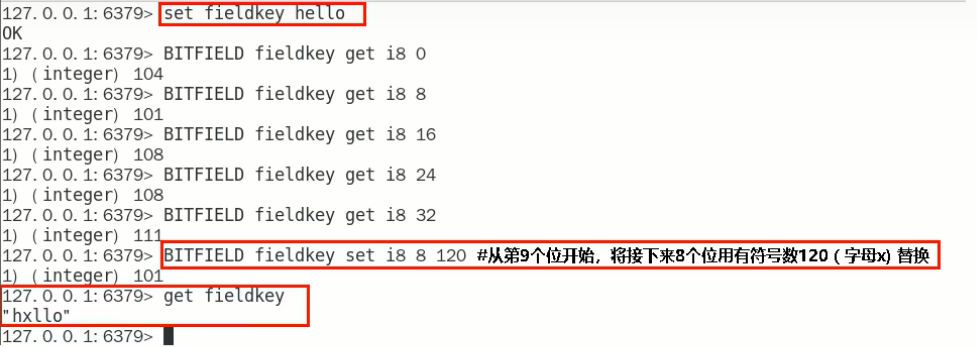 127.0.0.1:6379> set fieldkey hello
OK
127.0.0.1:6379> BITFIELD fieldkey get i8 0
1) (integer) 104
127.0.0.1:6379> BITFIELD fieldkey get i8 8
1) (integer) 101
127.0.0.1:6379> BITFIELD fieldkey get i8 16
1) (integer) 108
127.0.0.1:6379> BITFIELD fieldkey get i8 24
1) (integer) 108
127.0.0.1:6379> BITFIELD fieldkey get i8 32
1) (integer) 111
127.0.0.1:6379> BITFIELD fieldkey set i8 8 120 #从第9个位开始，将接下来8个位用有符号数120（字母x) 替换
1) (integer) 101
127.0.0.1:6379> get fieldkey
"hxllo"
127.0.0.1:6379>